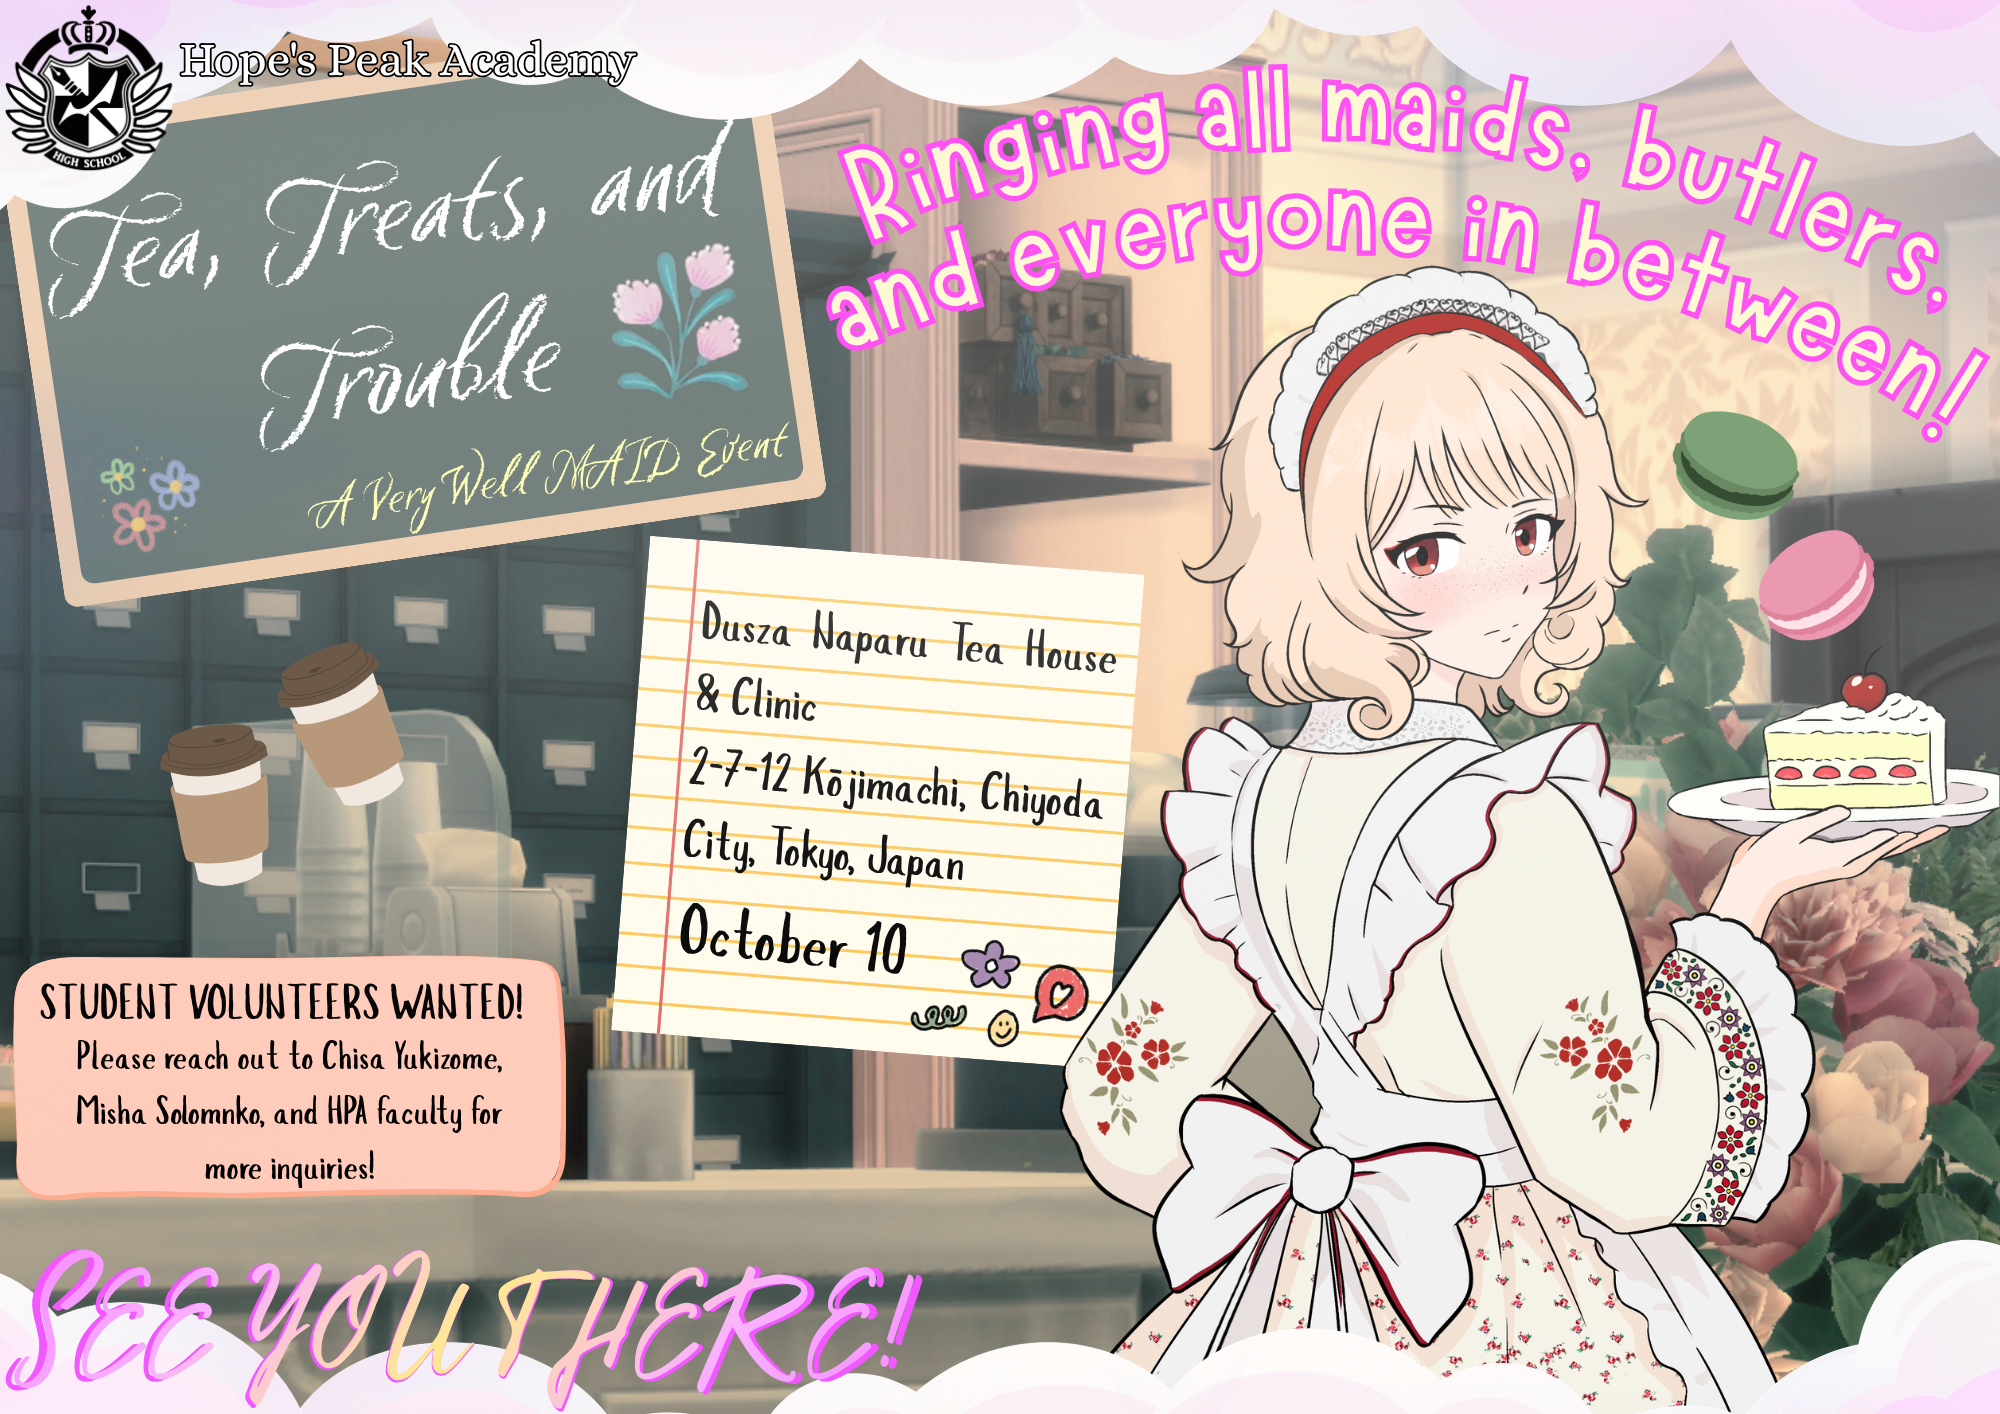 HIGH SCHOOL
Hope's Peak Academy
Tea, Treats, and
Trouble
A Very Well MAID Event
Ringing all maids, butlers,
and everyone in between!
Dusza Naparu Tea House
& Clinic
2-7-12 Kōjimachi, Chiyoda
City, Tokyo, Japan
October 10
STUDENT VOLUNTEERS WANTED!
Please reach out to Chisa Yukizome,
Misha Solomnko, and HPA faculty for
more inquiries!
SEE YOU THERE!